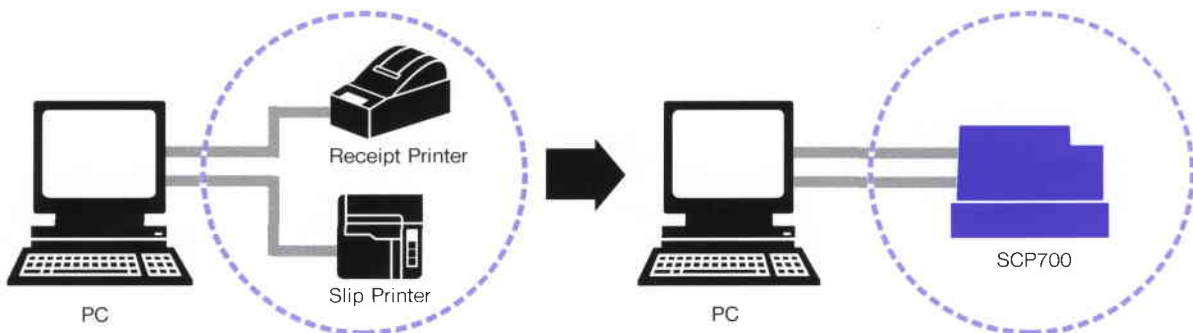 Receipt Printer
Slip Printer
PC
SCP700
PC